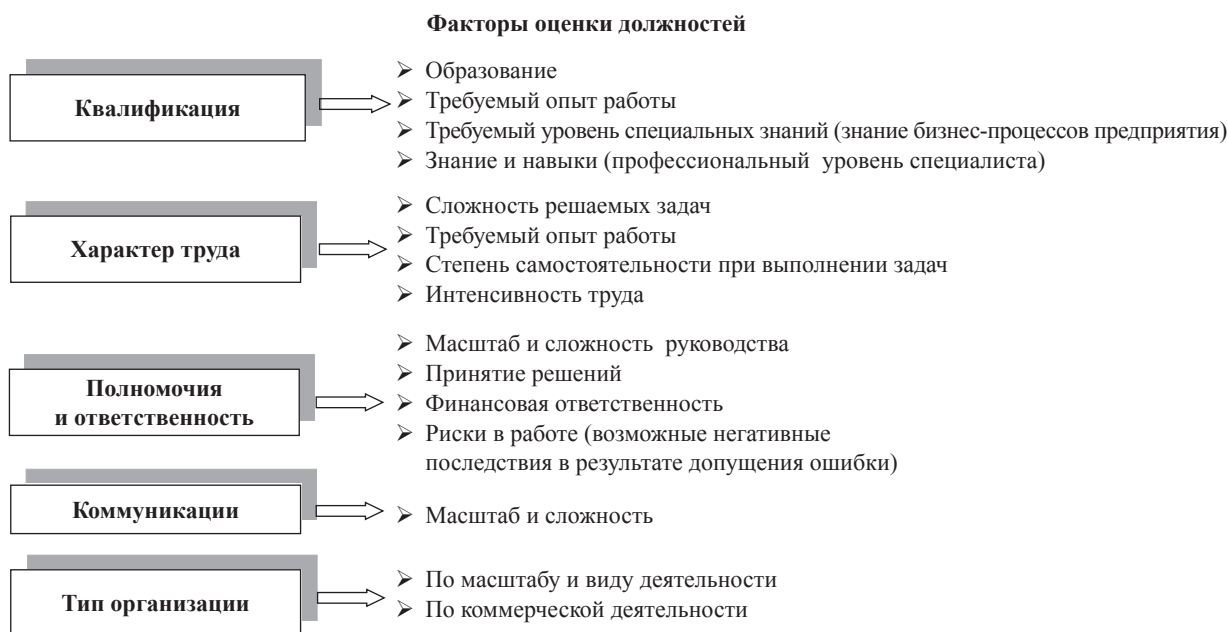 Факторы оценки должностей
Квалификация
➢ Образование
➢ Требуемый опыт работы
➢ Требуемый уровень специальных знаний (знание бизнес-процессов предприятия)
➢ Знание и навыки (профессиональный уровень специалиста)
Характер труда
➢ Сложность решаемых задач
➢ Требуемый опыт работы
➢ Степень самостоятельности при выполнении задач
➢ Интенсивность труда
Полномочия
и ответственность
➢ Масштаб и сложность руководства
➢ Принятие решений
➢ Финансовая ответственность
➢ Риски в работе (возможные негативные
последствия в результате допущения ошибки)
Коммуникации
➢ Масштаб и сложность
Тип организации
➢ По масштабу и виду деятельности
➢ По коммерческой деятельности